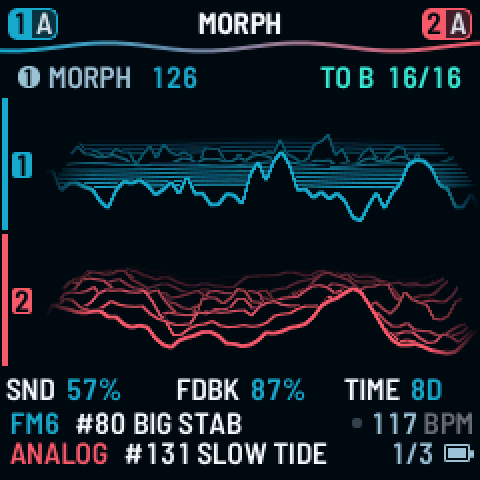 1 A MORPH 2 A
1 MORPH 126 TO B 16/16
1
2
SND 57% FDBK 87% TIME 8D
FM6 #80 BIG STAB 117 BPM
ANALOG #131 SLOW TIDE 1/3